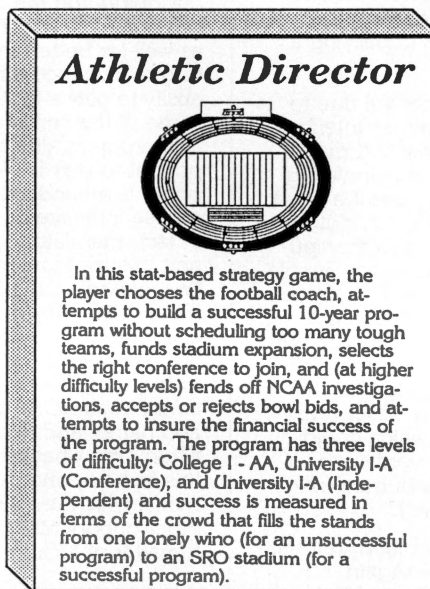 Athletic Director
In this stat-based strategy game, the
player chooses the football coach, at-
tempts to build a successful 10-year pro-
gram without scheduling too many tough
teams, funds stadium expansion, selects
the right conference to join, and (at higher
difficulty levels) fends off NCAA investiga-
tions, accepts or rejects bowl bids, and at-
tempts to insure the financial success of
the program. The program has three levels
of difficulty: College I - AA, University I-A
(Conference), and University I-A (Inde-
pendent) and success is measured in
terms of the crowd that fills the stands
from one lonely wino (for an unsuccessful
program) to an SRO stadium (for a
successful program).